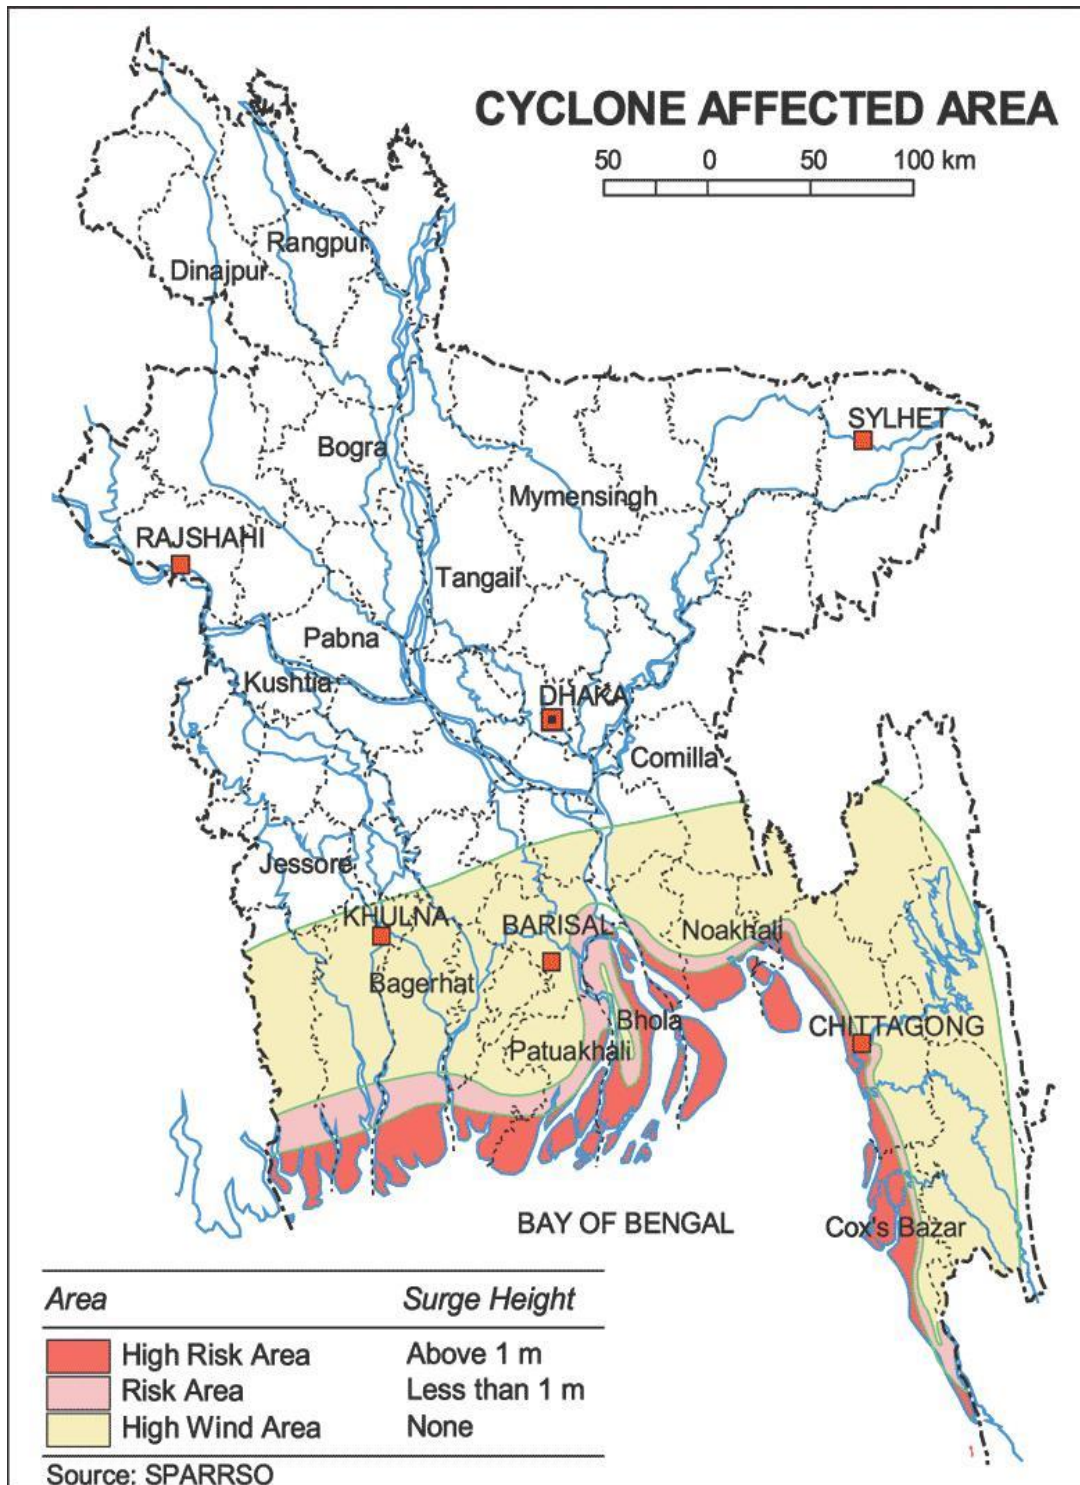 CYCLONE AFFECTED AREA
50 0 50 100 km
Rangpur
Dinajpur
SYLHET
Bogra
Mymensingh
RAJSHAHI
Tangail
Pabna
Kushtia
DHAKA
Comilla
Jessore
KHULNA
BARISAL
Noakhali
Bagerhat
Bhola
CHITTAGONG
Patuakhali
BAY OF BENGAL
Cox's Bazar
Area Surge Height
High Risk Area Above 1 m
Risk Area Less than 1 m
High Wind Area None
Source: SPARRSO